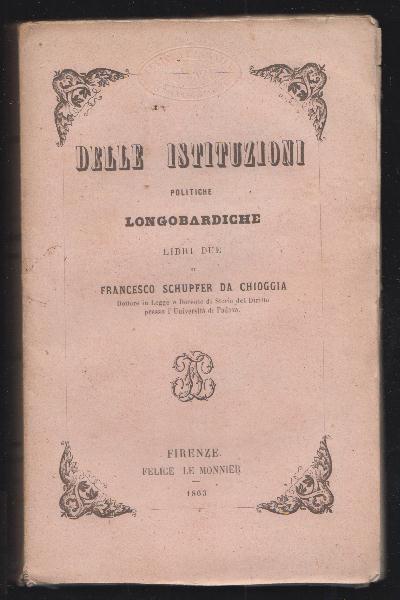 DELLE ISTITUZIONI
POLITICHE
LONGOBARDICHE
LIBRI DUE
DI
FRANCESCO SCHUPFER DA CHIOGGIA
Dottore in Legge e Docente di Storia del Diritto
presso l'Università di Padova.
FIRENZE.
FELICE LE MONNIER
1863